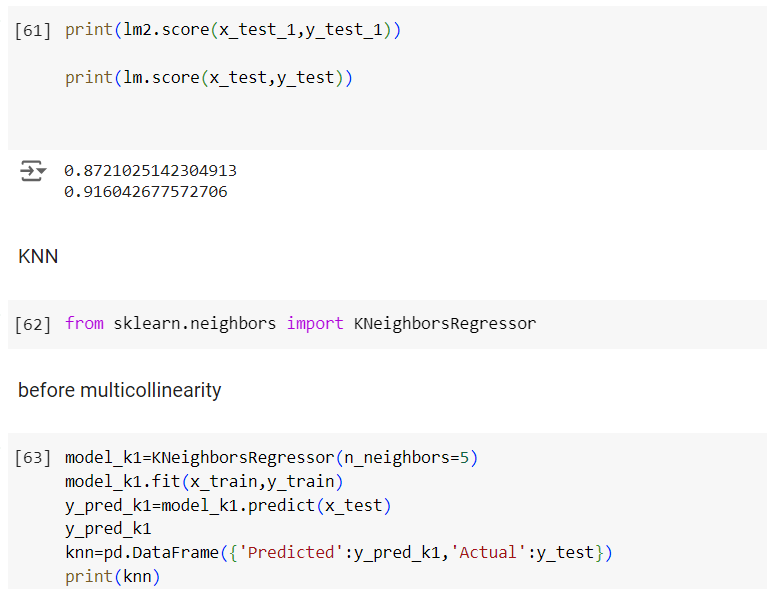 [61] print(lm2.score(x_test_1,y_test_1))
print(lm.score(x_test,y_test))
0.8721025142304913
0.916042677572706
KNN
[62] from sklearn.neighbors import KNeighborsRegressor
before multicollinearity
[63] model_k1=KNeighborsRegressor(n_neighbors=5)
model_k1.fit(x_train,y_train)
y_pred_k1=model_k1.predict(x_test)
y_pred_k1
knn=pd.DataFrame({'Predicted':y_pred_k1,'Actual':y_test})
print(knn)